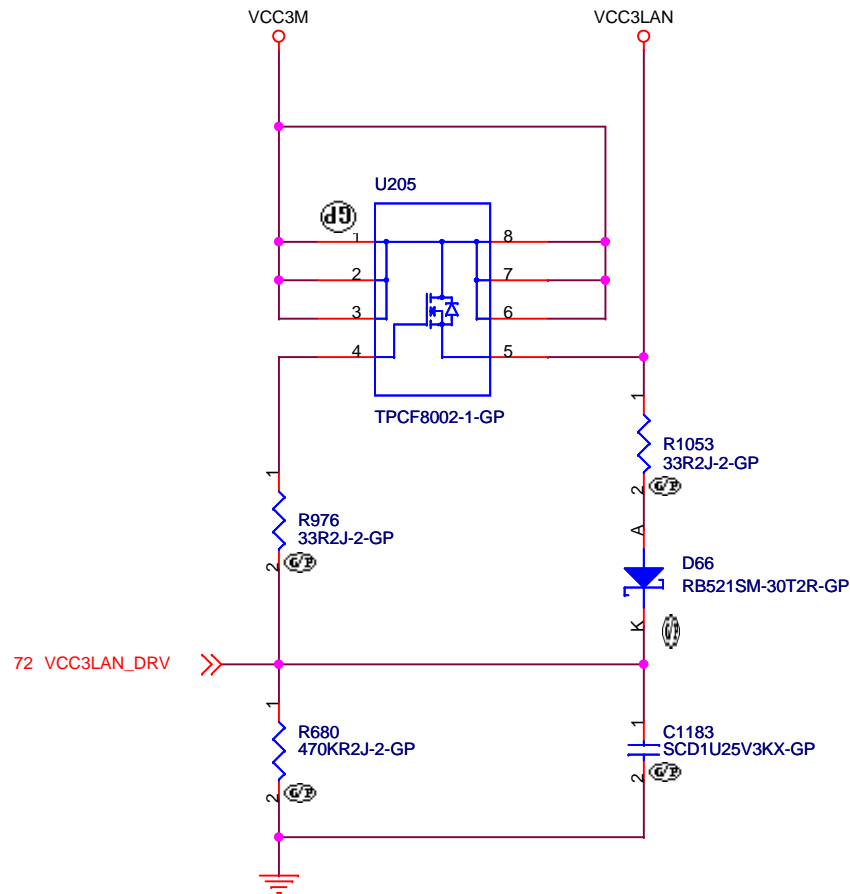 VCC3M
VCC3LAN
U205
GP
1
8
2
7
3
6
4
5
TPCF8002-1-GP
1
R1053
33R2J-2-GP
2
G/P
1
R976
33R2J-2-GP
2
G/P
A
D66
RB521SM-30T2R-GP
K
G/P
72 VCC3LAN_DRV
1
R680
470KR2J-2-GP
2
G/P
1
C1183
SCD1U25V3KX-GP
2
G/P